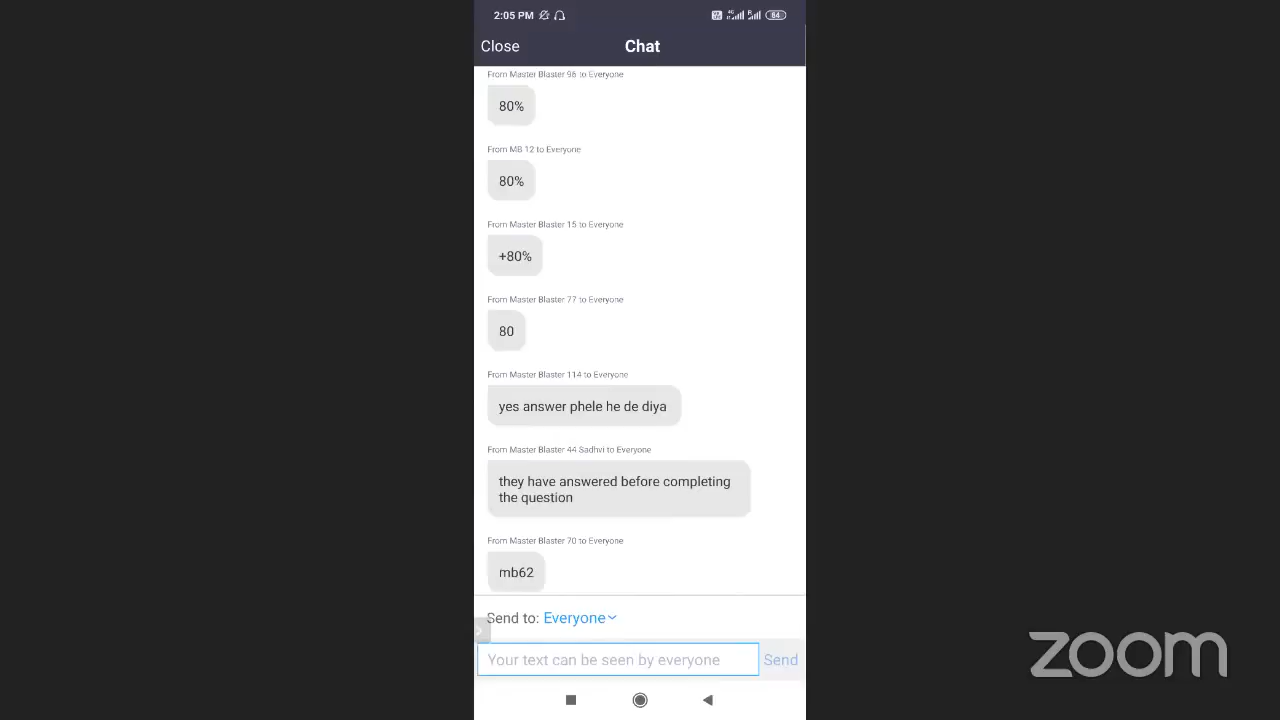 2:05 PM
64
Close
Chat
From Master Blaster 96 to Everyone
80%
From MB 12 to Everyone
80%
From Master Blaster 15 to Everyone
+80%
From Master Blaster 77 to Everyone
80
From Master Blaster 114 to Everyone
yes answer phele he de diya
From Master Blaster 44 Sadhvi to Everyone
they have answered before completing
the question
From Master Blaster 70 to Everyone
mb62
Send to: Everyone
Your text can be seen by everyone
Send
zoom